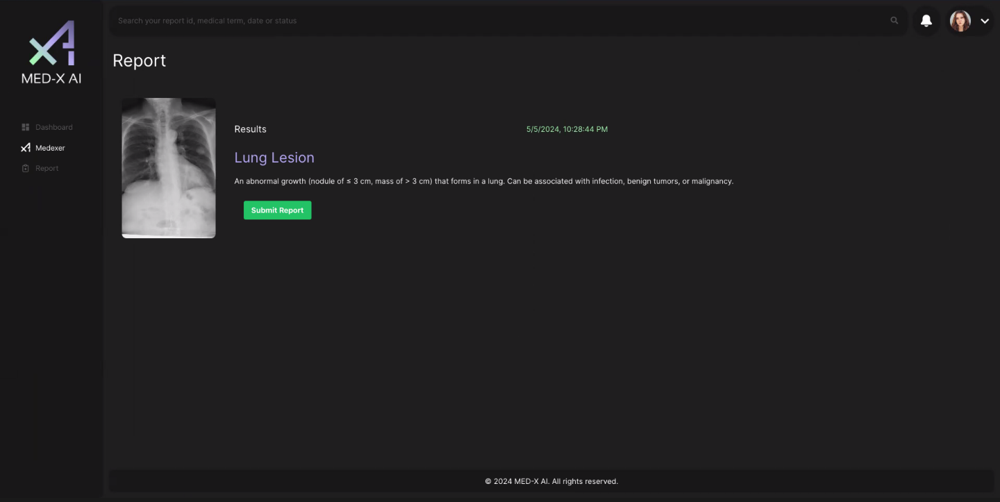 MED-X AI
Search your report id, medical term, date or status
Dashboard
Medexer
Report
Report
Results
5/5/2024, 10:28:44 PM
Lung Lesion
An abnormal growth (nodule of ≤ 3 cm, mass of > 3 cm) that forms in a lung. Can be associated with infection, benign tumors, or malignancy.
Submit Report
© 2024 MED-X AI. All rights reserved.